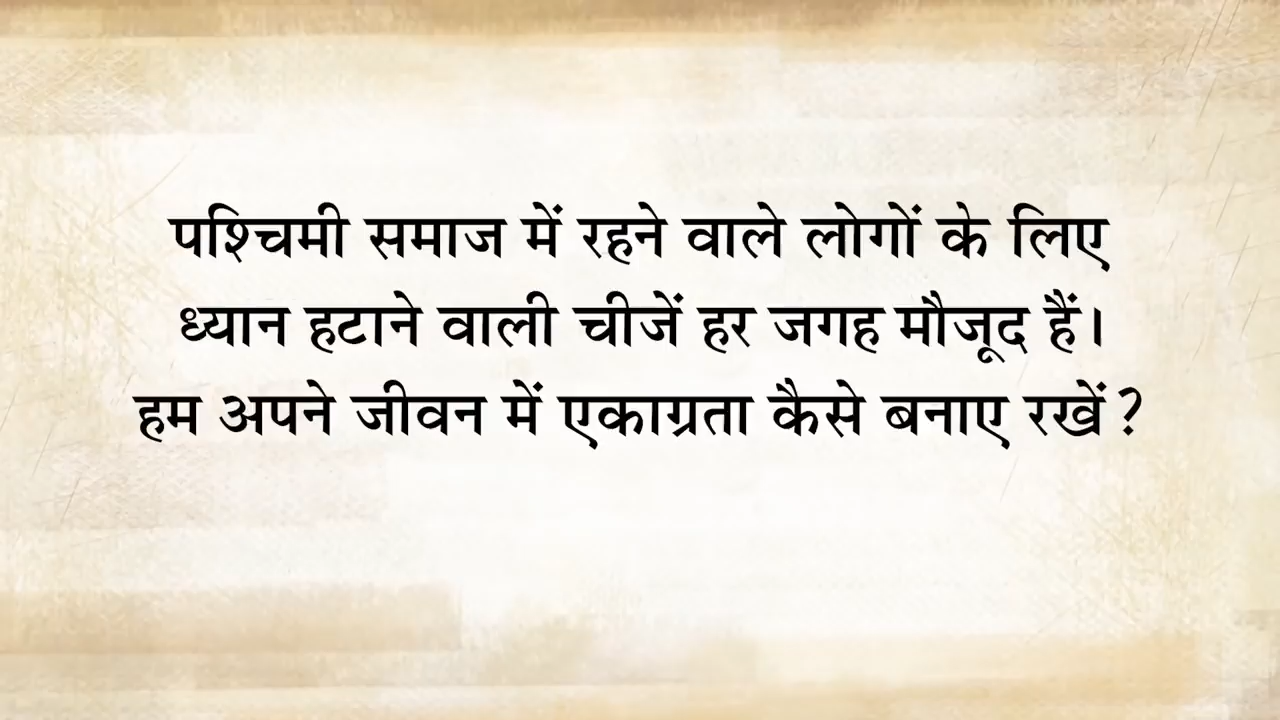 पश्चिमी समाज में रहने वाले लोगों के लिए
ध्यान हटाने वाली चीजें हर जगह मौजूद हैं।
हम अपने जीवन में एकाग्रता कैसे बनाए रखें?